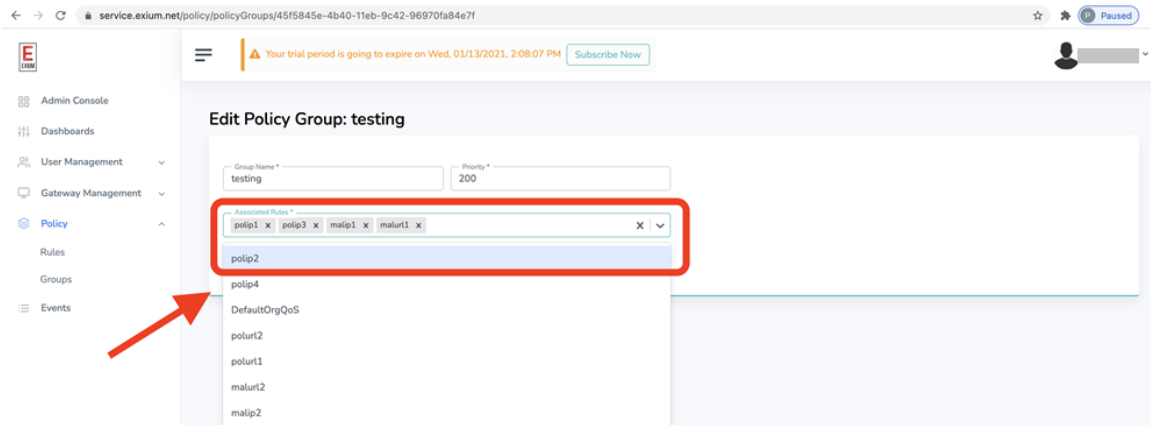 service.exium.net/policy/policyGroups/45f5845e-4b40-11eb-9c42-96970fa84e7f
P Paused
E
EXIUM
Your trial period is going to expire on Wed, 01/13/2021, 2:08:07 PM Subscribe Now
Admin Console
Dashboards
User Management
Gateway Management
Policy
Rules
Groups
Events
Edit Policy Group: testing
Group Name * Priority *
testing 200
Associated Rules *
polip1 x polip3 x malip1 x malurl1 x
polip2
polip4
DefaultOrgQoS
polurl2
polurl1
malurl2
malip2